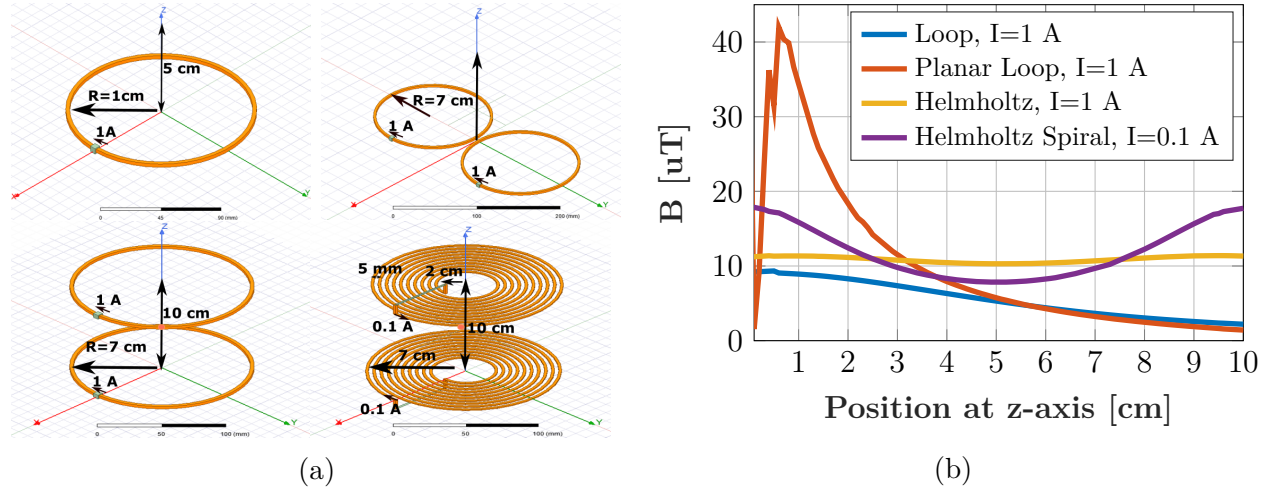 Z
5 cm
R=1cm
1A
X
Y
0
45
90 (mm)
Z
R=7 cm
1 A
1 A
X
Y
0
100
200 (mm)
Z
1 A
10 cm
R=7 cm
1 A
X
Y
0
50
100 (mm)
Z
5 mm
2 cm
0.1 A
10 cm
7 cm
0.1 A
Y
0
50
100 (mm)
(a)
B [uT]
40
30
20
10
0
Loop, I=1 A
Planar Loop, I=1 A
Helmholtz, I=1 A
Helmholtz Spiral, I=0.1 A
1 2 3 4 5 6 7 8 9 10
Position at z-axis [cm]
(b)